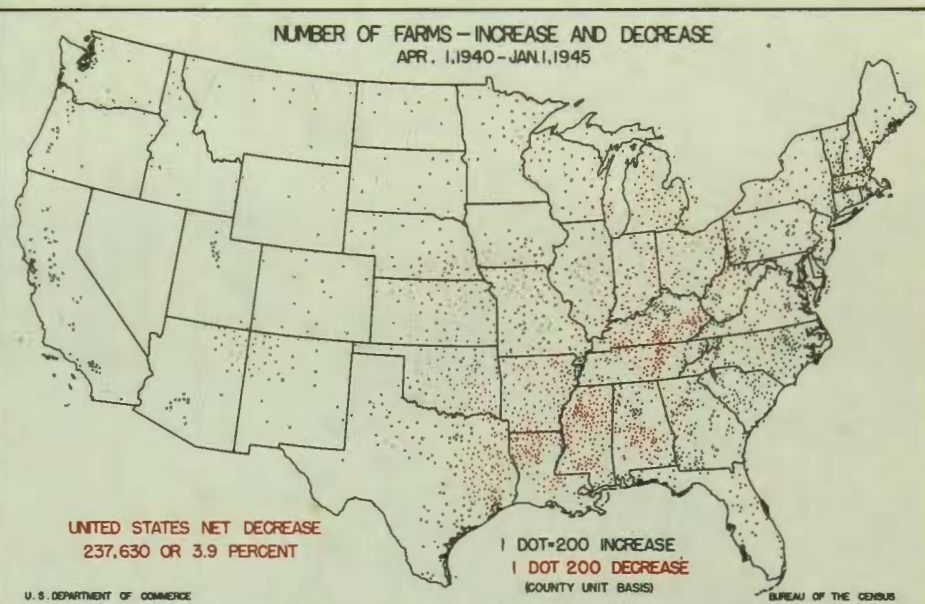 NUMBER OF FARMS — INCREASE AND DECREASE
APR. 1,1940-JAN.1,1945
UNITED STATES NET DECREASE
237,630 OR 3.9 PERCENT
1 DOT=200 INCREASE
1 DOT 200 DECREASE
(COUNTY UNIT BASIS)
U.S. DEPARTMENT OF COMMERCE
BUREAU OF THE CENSUS